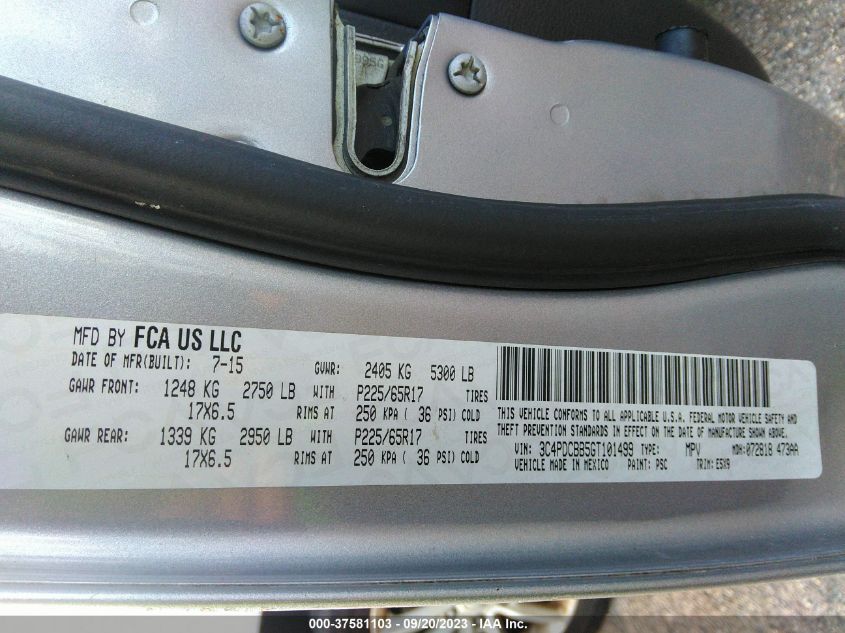 MFD BY FCA US LLC
DATE OF MFR(BUILT): 7-15 GVWR: 2405 KG 5300 LB
GAWR FRONT: 1248 KG 2750 LB WITH P225/65R17 TIRES
17X6.5 RIMS AT 250 KPA ( 36 PSI) COLD
GAWR REAR: 1339 KG 2950 LB WITH P225/65R17 TIRES
17X6.5 RIMS AT 250 KPA ( 36 PSI) COLD
THIS VEHICLE CONFORMS TO ALL APPLICABLE U.S.A. FEDERAL MOTOR VEHICLE SAFETY AND
THEFT PREVENTION STANDARDS IN EFFECT ON THE DATE OF MANUFACTURE SHOWN ABOVE.
VIN: 3C4PDCBB5GT101499 TYPE: MPV MDH:072818 473AA
VEHICLE MADE IN MEXICO PAINT: PSC TRIM: E5X9
000-37581103 - 09/20/2023 - IAA Inc.